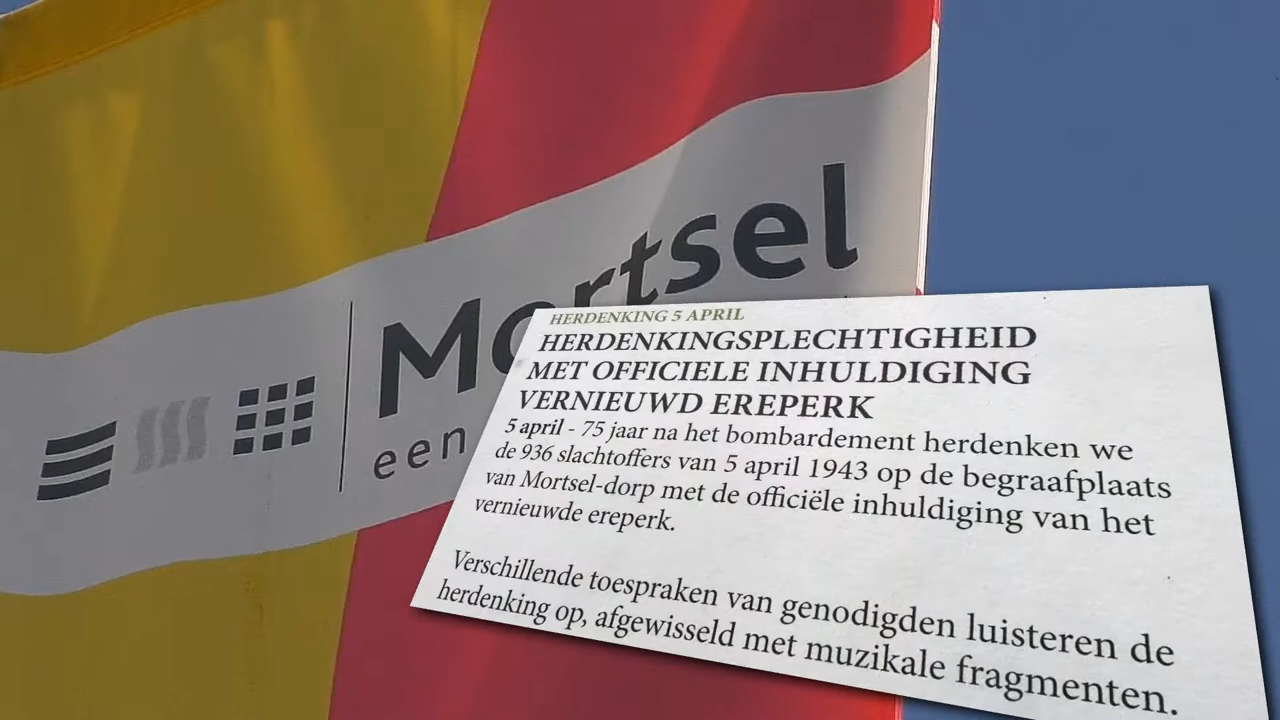 Mortsel
een
HERDENKING 5 APRIL
HERDENKINGSPLECHTIGHEID
MET OFFICIELE INHULDIGING
VERNIEUWD EREPERK
5 april - 75 jaar na het bombardement herdenken we
de 936 slachtoffers van 5 april 1943 op de begraafplaats
van Mortsel-dorp met de officiële inhuldiging van het
vernieuwde ereperk.
Verschillende toespraken van genodigden luisteren de
herdenking op, afgewisseld met muzikale fragmenten.